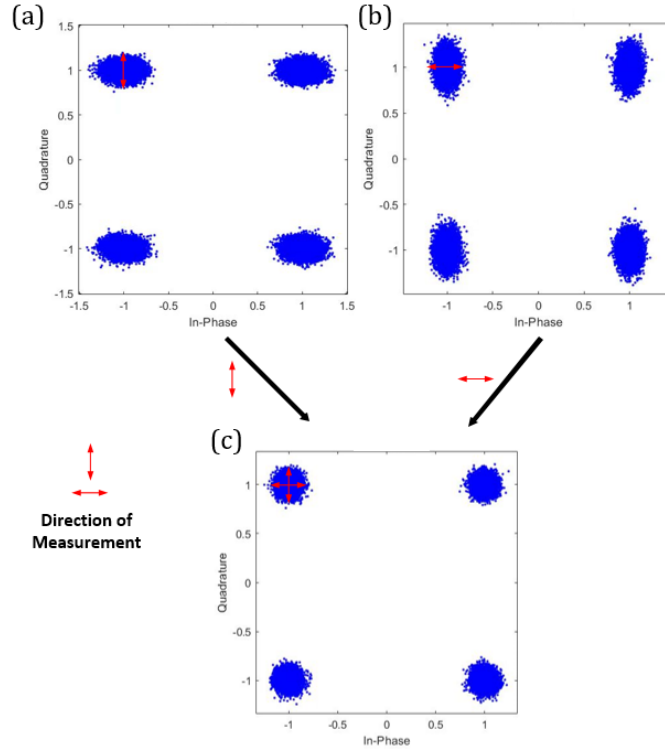 (a)
1.5
1
0.5
0
-0.5
-1
-1.5
Quadrature
-1.5 -1 -0.5 0 0.5 1 1.5
In-Phase
(b)
1
0.5
0
-0.5
-1
Quadrature
-1 -0.5 0 0.5 1
In-Phase
Direction of
Measurement
(c)
1
0.5
0
-0.5
-1
Quadrature
-1 -0.5 0 0.5 1
In-Phase